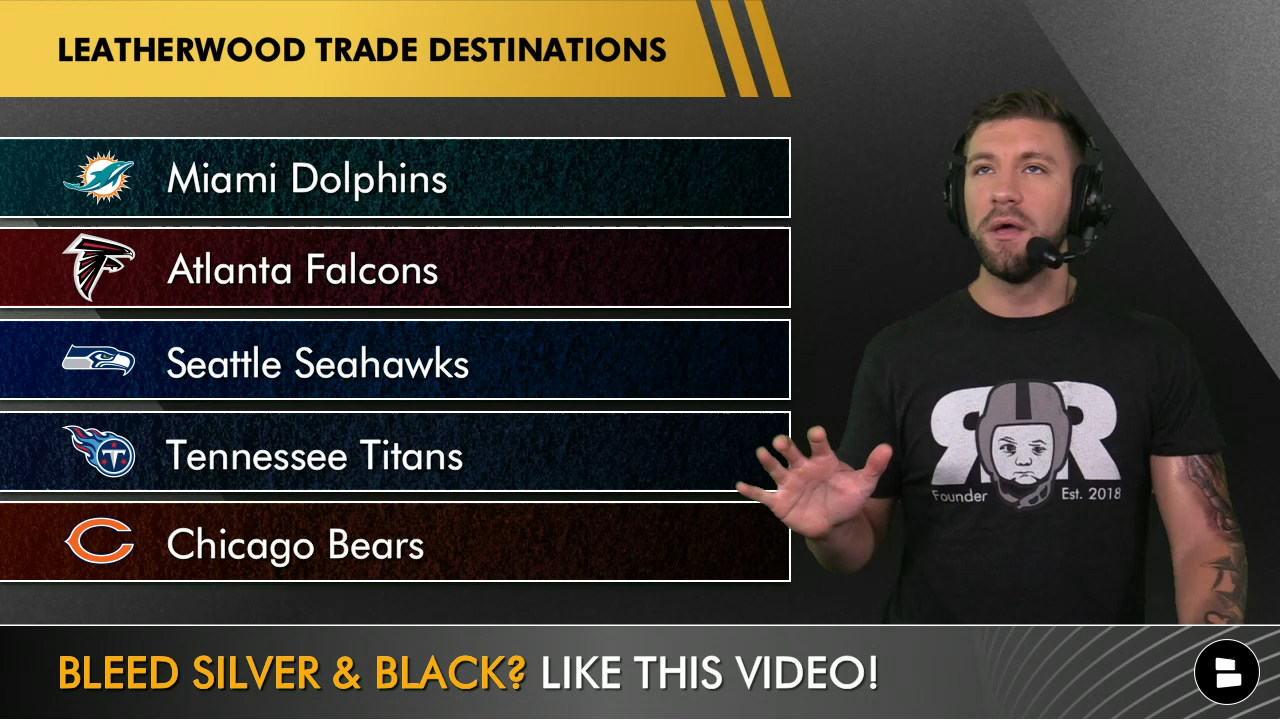 LEATHERWOOD TRADE DESTINATIONS
Miami Dolphins
Atlanta Falcons
Seattle Seahawks
Tennessee Titans
Chicago Bears
RR
Founder Est. 2018
BLEED SILVER & BLACK? LIKE THIS VIDEO!